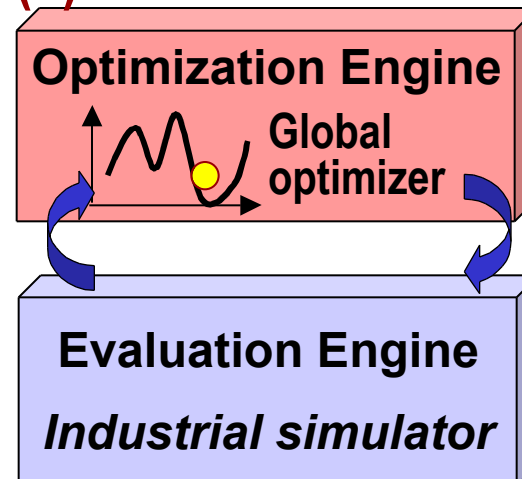 Optimization Engine
Global
optimizer
Evaluation Engine
Industrial simulator